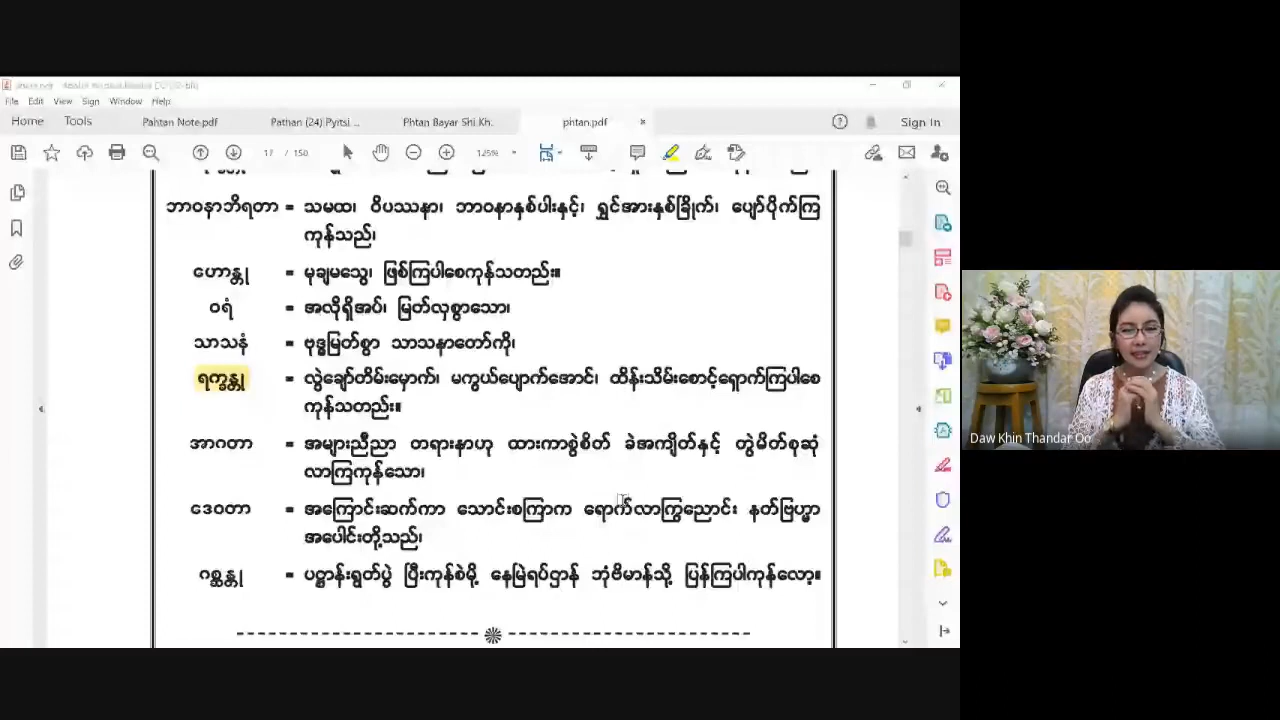 File Edit View Sign Window Help
Home Tools Pahtan Note.pdf Pathan (24) Pyitsi ... Phtan Bayar Shi Kh. phtan.pdf × Sign In
17 / 150 125%
ဘာဝနာဘိရတာ = သမထ၊ ဝိပဿနာ၊ ဘာဝနာနှစ်ပါးနှင့်၊ ရွှင်အားနှစ်ခြိုက်၊ ပျော်ပိုက်ကြ
ကုန်သည်၊
ဟောန္တု = မုချမသွေ၊ ဖြစ်ကြပါစေကုန်သတည်း။
ဝရံ = အလိုရှိအပ်၊ မြတ်လှစွာသော၊
သာသနံ = ဗုဒ္ဓမြတ်စွာ သာသနာတော်ကို၊
ရက္ခန္တု = လွဲချော်တိမ်းမှောက်၊ မကွယ်ပျောက်အောင်၊ ထိန်းသိမ်းစောင့်ရှောက်ကြပါစေ
ကုန်သတည်း။
အာဂတာ = အများညီညာ တရားနာဟု ထားကာစွဲစိတ် ခဲအကျိတ်နှင့် တွဲမိတ်စုဆုံ
လာကြကုန်သော၊
ဒေဝတာ = အကြောင်းဆက်ကာ သောင်းစကြာက ရောက်လာကြွညောင်း နတ်ဗြဟ္မာ
အပေါင်းတို့သည်၊
ဂစ္ဆန္တု = ပဋ္ဌာန်းရွတ်ပွဲ ပြီးကုန်စဲမို့ နေမြဲရပ်ဌာန် ဘုံဗိမာန်သို့ ပြန်ကြပါကုန်လော့။
Daw Khin Thandar Oo